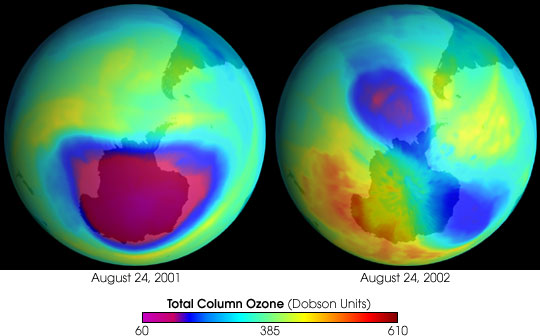 August 24, 2001
August 24, 2002
Total Column Ozone (Dobson Units)
60 385 610